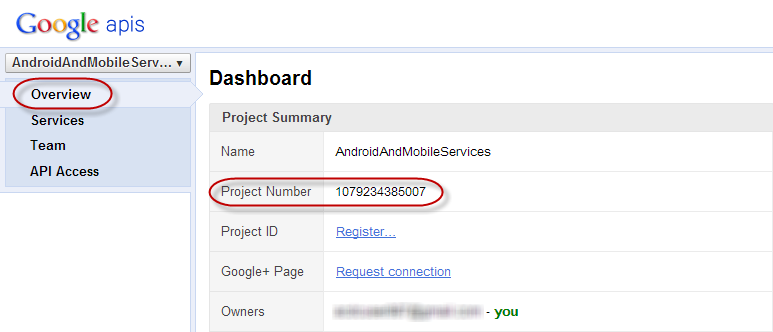 Google apis
AndroidAndMobileServ... ▼
Overview
Services
Team
API Access
Dashboard
Project Summary
Name AndroidAndMobileServices
Project Number 1079234385007
Project ID Register...
Google+ Page Request connection
Owners - you